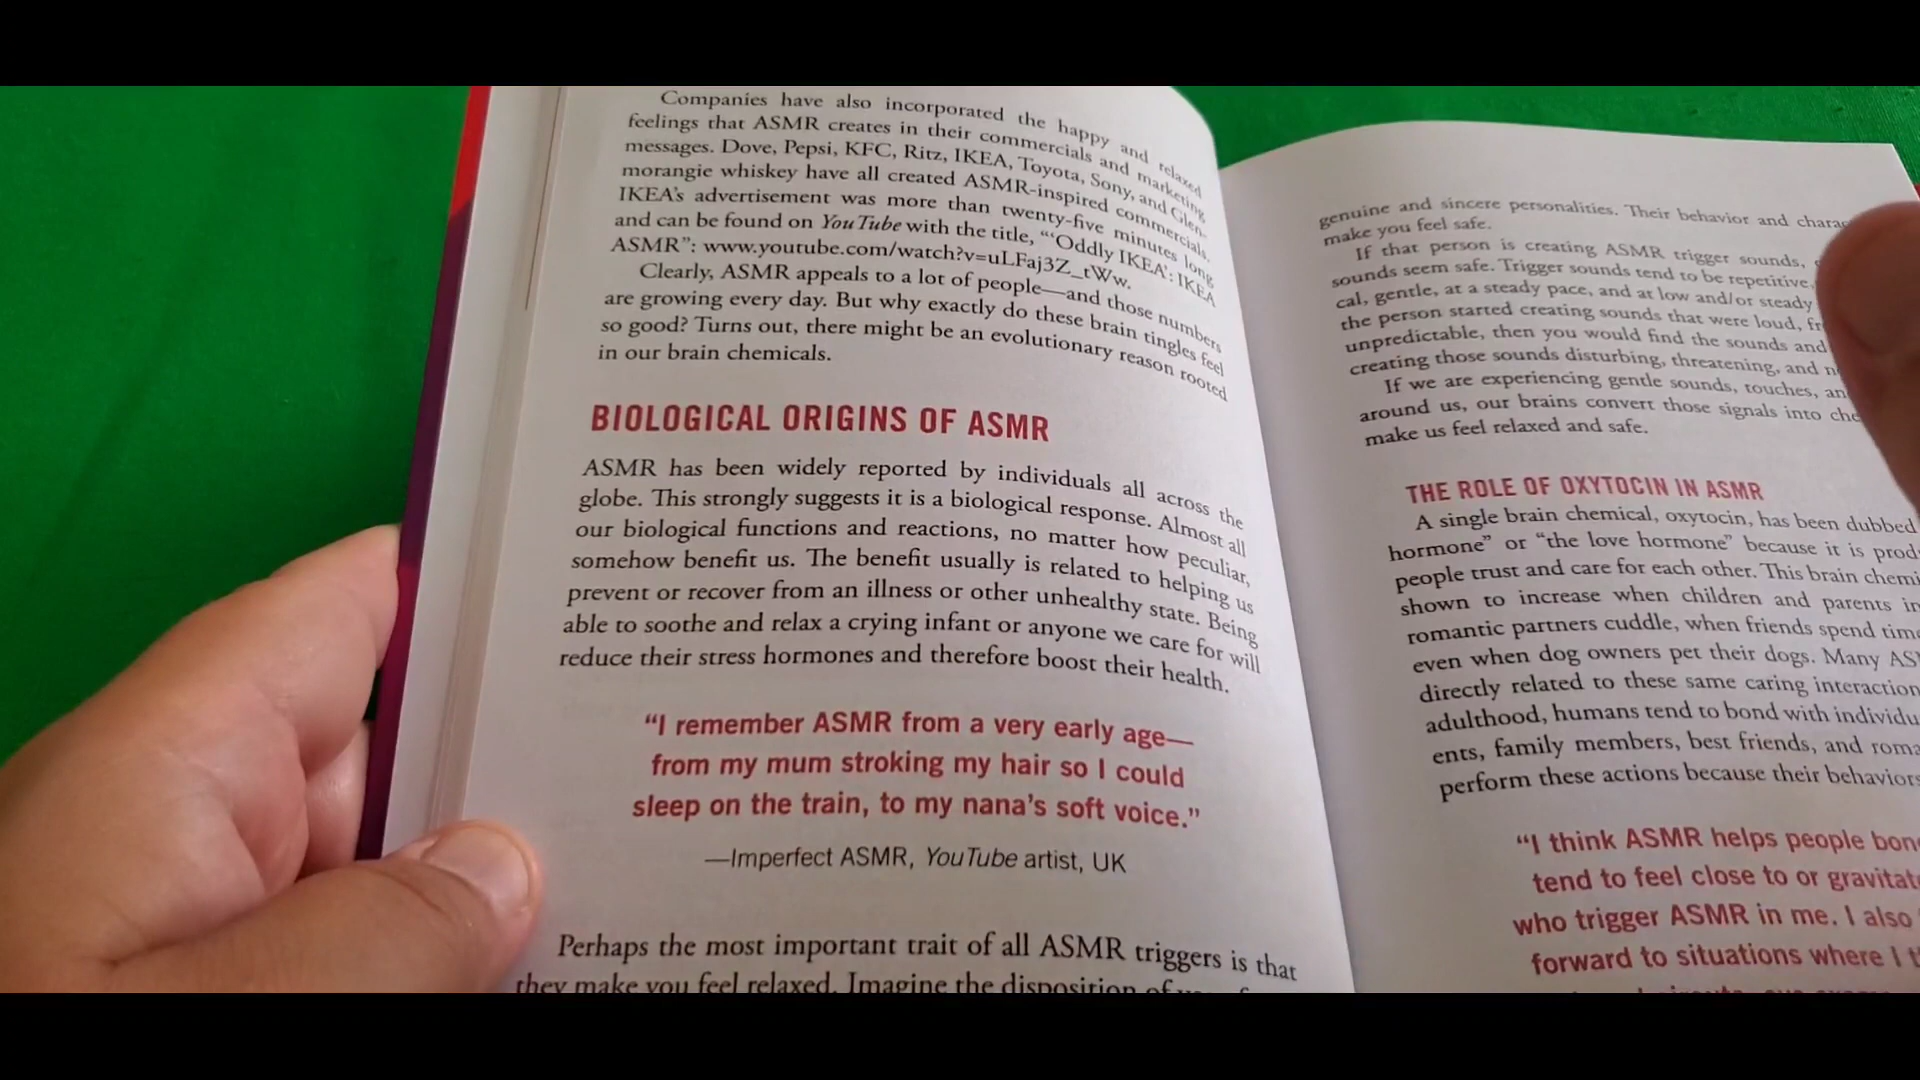 Companies have also incorporated the happy and relaxed
feelings that ASMR creates in their commercials and marketing
messages. Dove, Pepsi, KFC, Ritz, IKEA, Toyota, Sony, and Glen-
morangie whiskey have all created ASMR-inspired commercials.
IKEA's advertisement was more than twenty-five minutes long
and can be found on YouTube with the title, "'Oddly IKEA': IKEA
ASMR": www.youtube.com/watch?v=uLFaj3Z_tWw.
Clearly, ASMR appeals to a lot of people—and those numbers
are growing every day. But why exactly do these brain tingles feel
so good? Turns out, there might be an evolutionary reason rooted
in our brain chemicals.
BIOLOGICAL ORIGINS OF ASMR
ASMR has been widely reported by individuals all across the
globe. This strongly suggests it is a biological response. Almost all
our biological functions and reactions, no matter how peculiar,
somehow benefit us. The benefit usually is related to helping us
prevent or recover from an illness or other unhealthy state. Being
able to soothe and relax a crying infant or anyone we care for will
reduce their stress hormones and therefore boost their health.
"I remember ASMR from a very early age—
from my mum stroking my hair so I could
sleep on the train, to my nana's soft voice."
—Imperfect ASMR, YouTube artist, UK
Perhaps the most important trait of all ASMR triggers is that
they make you feel relaxed. Imagine the disposition of
genuine and sincere personalities. Their behavior and
make you feel safe.
If that person is creating ASMR trigger sounds,
sounds seem safe. Trigger sounds tend to be repetitive,
cal, gentle, at a steady pace, and at low and/or steady
the person started creating sounds that were loud,
unpredictable, then you would find the sounds and
creating those sounds disturbing, threatening, and
If we are experiencing gentle sounds, touches,
around us, our brains convert those signals into
make us feel relaxed and safe.
THE ROLE OF OXYTOCIN IN ASMR
A single brain chemical, oxytocin, has been dubbed
hormone" or "the love hormone" because it is
people trust and care for each other. This brain
shown to increase when children and parents
romantic partners cuddle, when friends spend
even when dog owners pet their dogs. Many
directly related to these same caring
adulthood, humans tend to bond with
ents, family members, best friends, and
perform these actions because their
"I think ASMR helps people
tend to feel close to or
who trigger ASMR in me. I also
forward to situations where I